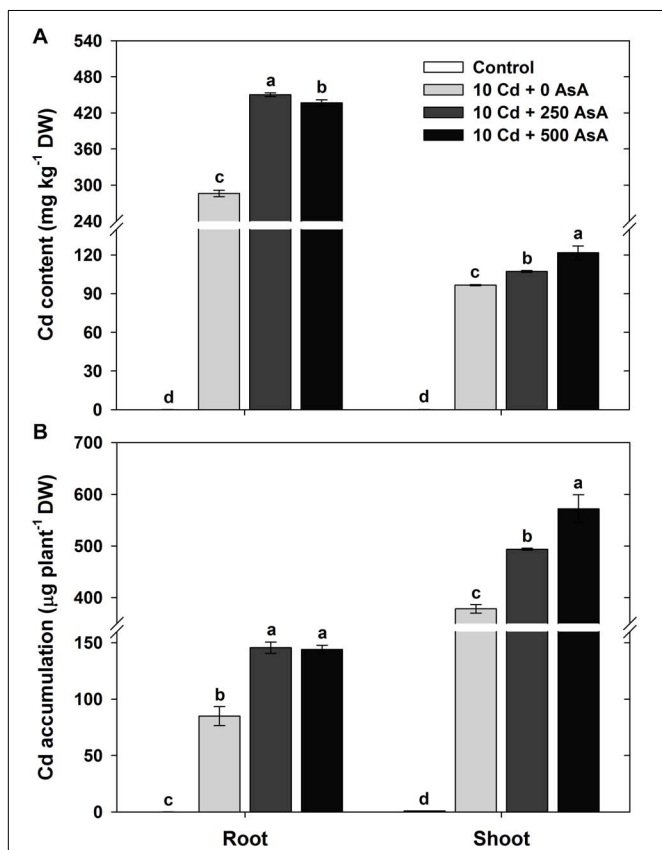 A
540
480
420
360
300
240
120
90
60
30
0
Cd content (mg kg⁻¹ DW)
Control
10 Cd + 0 AsA
10 Cd + 250 AsA
10 Cd + 500 AsA
d
c
a
b
d
c
b
a
B
700
600
500
400
150
100
50
0
Cd accumulation (µg plant⁻¹ DW)
c
b
a
a
d
c
b
a
Root
Shoot